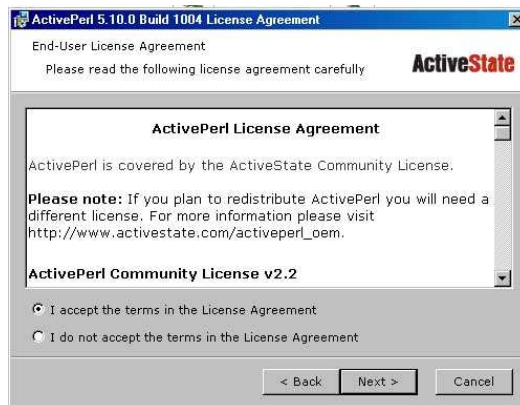 ActivePerl 5.10.0 Build 1004 License Agreement
End-User License Agreement
Please read the following license agreement carefully
ActiveState
ActivePerl License Agreement
ActivePerl is covered by the ActiveState Community License.
Please note: If you plan to redistribute ActivePerl you will need a
different license. For more information please visit
http://www.activestate.com/activeperl_oem.
ActivePerl Community License v2.2
I accept the terms in the License Agreement
I do not accept the terms in the License Agreement
< Back
Next >
Cancel